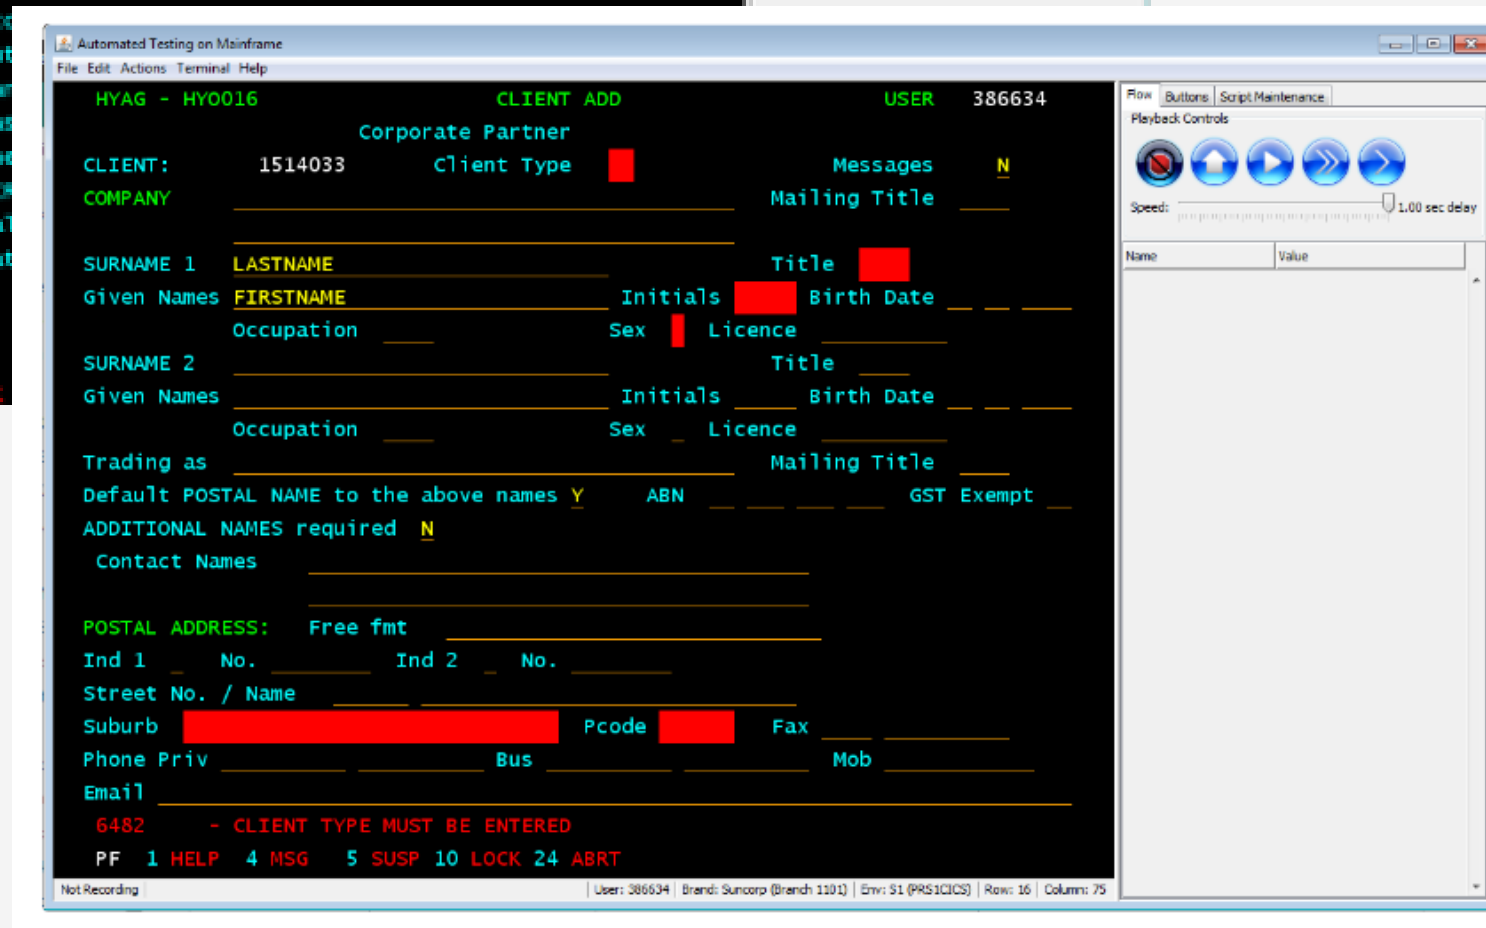 Automated Testing on Mainframe
File Edit Actions Terminal Help
HYAG - HYO016 CLIENT ADD USER 386634
Corporate Partner
CLIENT: 1514033 Client Type Messages N
COMPANY Mailing Title
SURNAME 1 LASTNAME Title
Given Names FIRSTNAME Initials Birth Date
Occupation Sex Licence
SURNAME 2 Title
Given Names Initials Birth Date
Occupation Sex Licence
Trading as Mailing Title
Default POSTAL NAME to the above names Y ABN GST Exempt
ADDITIONAL NAMES required N
Contact Names
POSTAL ADDRESS: Free fmt
Ind 1 No. Ind 2 No.
Street No. / Name
Suburb Pcode Fax
Phone Priv Bus Mob
Email
6482 - CLIENT TYPE MUST BE ENTERED
PF 1 HELP 4 MSG 5 SUSP 10 LOCK 24 ABRT
Not Recording User: 386634 Brand: Suncorp (Branch 1101) Env: S1 (PRS1CICS) Row: 16 Column: 75
Flow Buttons Script Maintenance
Playback Controls
Speed: 1.00 sec delay
Name Value